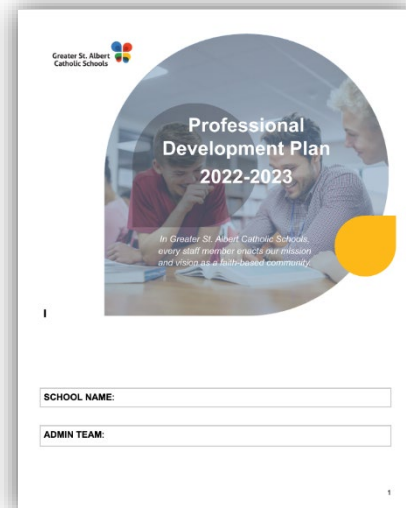 Greater St. Albert
Catholic Schools
Professional
Development Plan
2022-2023
In Greater St. Albert Catholic Schools,
every staff member enacts our mission
and vision as a faith-based community.
SCHOOL NAME:
ADMIN TEAM:
1